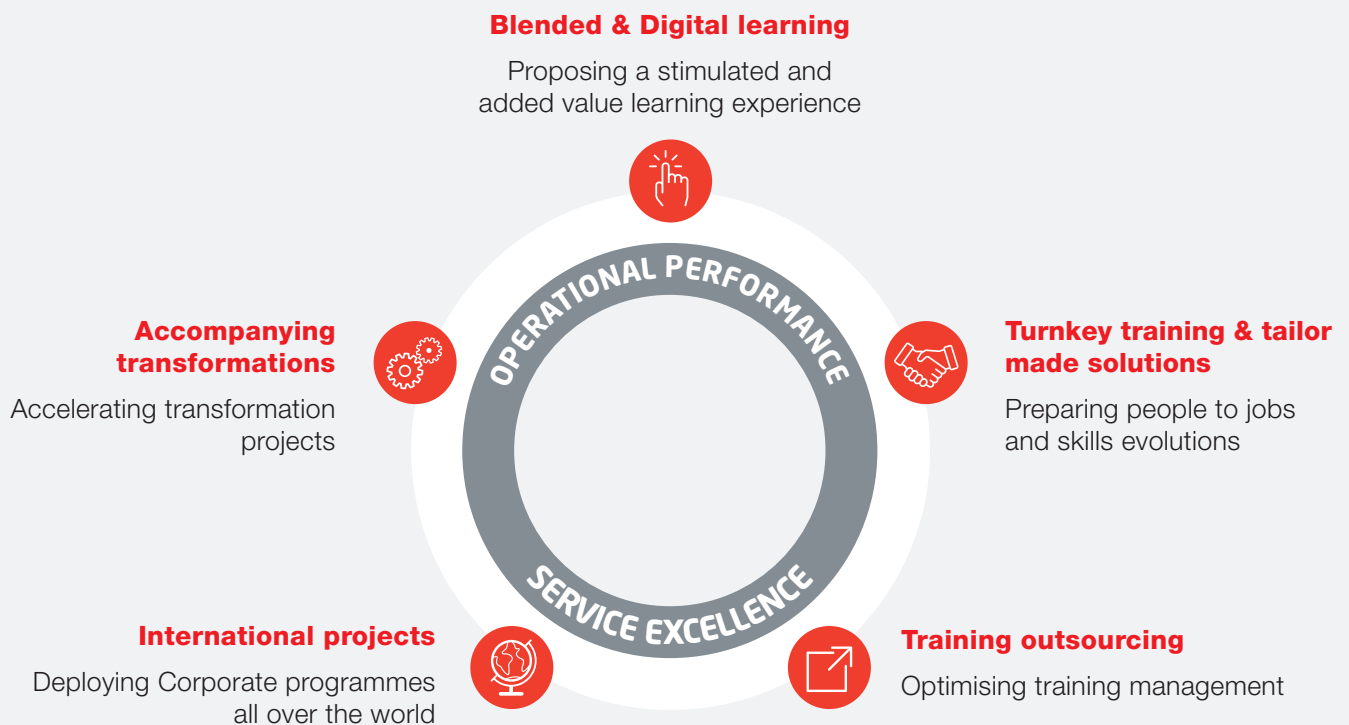 Blended & Digital learning
Proposing a stimulated and
added value learning experience
OPERATIONAL PERFORMANCE
Accompanying
transformations
Accelerating transformation
projects
Turnkey training & tailor
made solutions
Preparing people to jobs
and skills evolutions
SERVICE EXCELLENCE
International projects
Deploying Corporate programmes
all over the world
Training outsourcing
Optimising training management